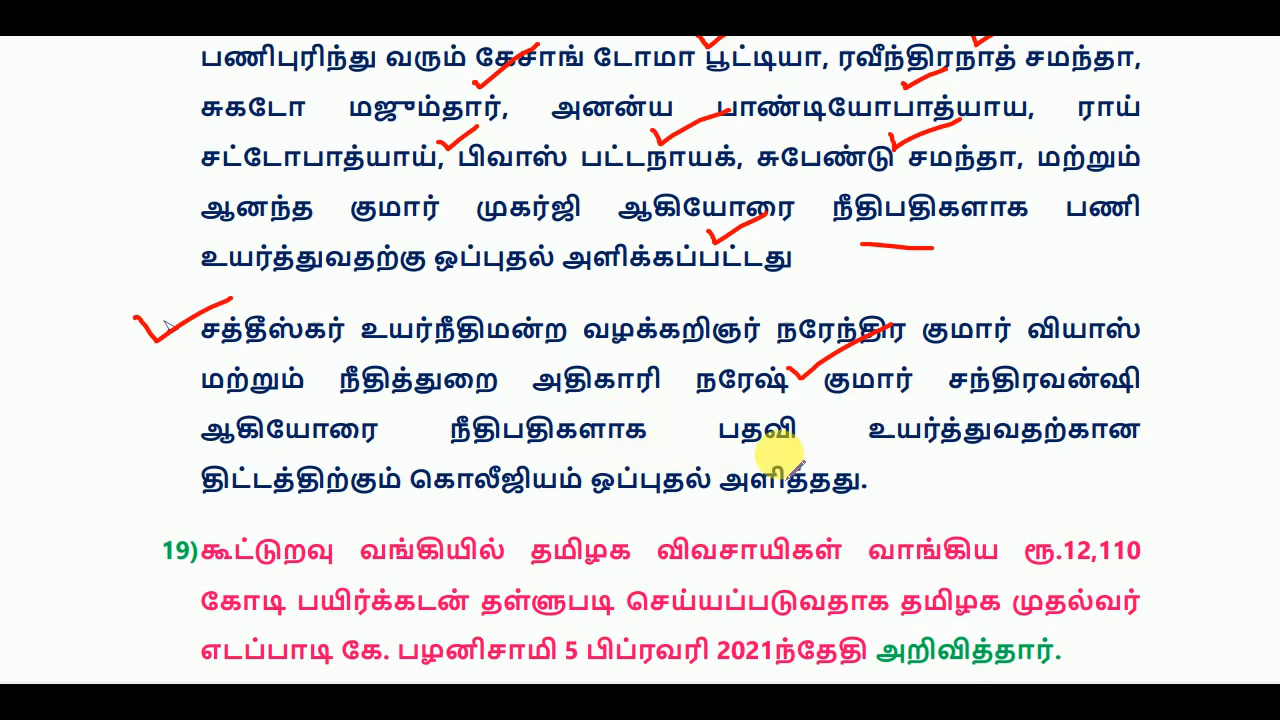 பணிபுரிந்து வரும் கேசாங் டோமா பூட்டியா, ரவீந்திரநாத் சமந்தா,
சுகடோ மஜும்தார், அனன்ய பாண்டியோபாத்யாய, ராய்
சட்டோபாத்யாய், பிவாஸ் பட்டநாயக், சுபேண்டு சமந்தா, மற்றும்
ஆனந்த குமார் முகர்ஜி ஆகியோரை நீதிபதிகளாக பணி
உயர்த்துவதற்கு ஒப்புதல் அளிக்கப்பட்டது
சத்தீஸ்கர் உயர்நீதிமன்ற வழக்கறிஞர் நரேந்திர குமார் வியாஸ்
மற்றும் நீதித்துறை அதிகாரி நரேஷ் குமார் சந்திரவன்ஷி
ஆகியோரை நீதிபதிகளாக பதவி உயர்த்துவதற்கான
திட்டத்திற்கும் கொலீஜியம் ஒப்புதல் அளித்தது.
19)கூட்டுறவு வங்கியில் தமிழக விவசாயிகள் வாங்கிய ரூ.12,110
கோடி பயிர்க்கடன் தள்ளுபடி செய்யப்படுவதாக தமிழக முதல்வர்
எடப்பாடி கே. பழனிசாமி 5 பிப்ரவரி 2021ந்தேதி அறிவித்தார்.